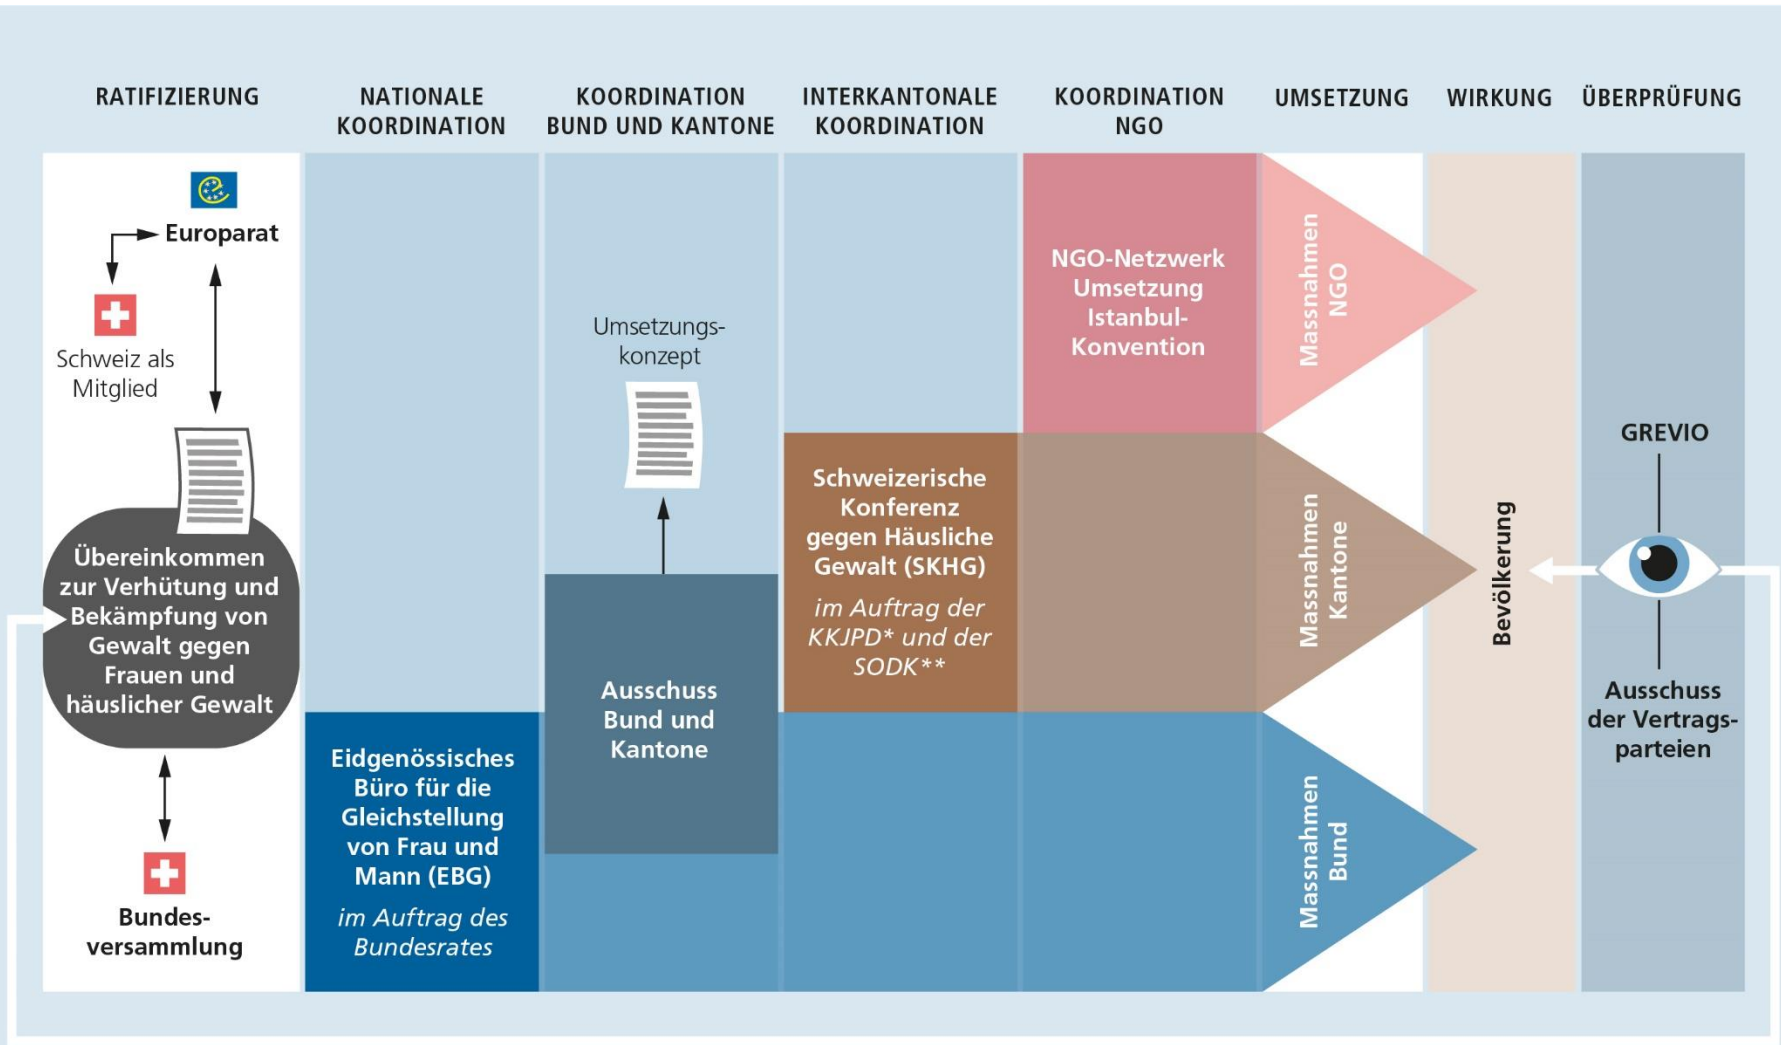 RATIFIZIERUNG
NATIONALE
KOORDINATION
KOORDINATION
BUND UND KANTONE
INTERKANTONALE
KOORDINATION
KOORDINATION
NGO
UMSETZUNG
WIRKUNG
ÜBERPRÜFUNG
Europarat
Schweiz als
Mitglied
Übereinkommen
zur Verhütung und
Bekämpfung von
Gewalt gegen
Frauen und
häuslicher Gewalt
Bundes-
versammlung
Eidgenössisches
Büro für die
Gleichstellung
von Frau und
Mann (EBG)
im Auftrag des
Bundesrates
Umsetzungs-
konzept
Ausschuss
Bund und
Kantone
Schweizerische
Konferenz
gegen Häusliche
Gewalt (SKHG)
im Auftrag der
KKJPD* und der
SODK**
NGO-Netzwerk
Umsetzung
Istanbul-
Konvention
Massnahmen
NGO
Massnahmen
Kantone
Massnahmen
Bund
Bevölkerung
GREVIO
Ausschuss
der Vertrags-
parteien